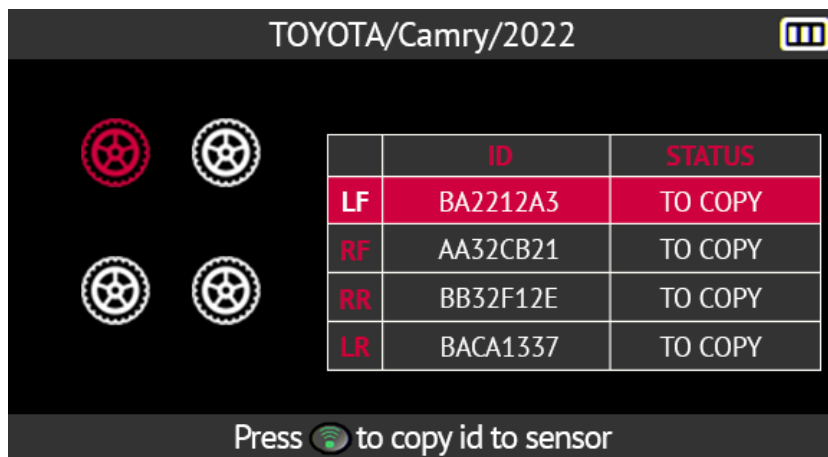 TOYOTA/Camry/2022
ID STATUS
LF BA2212A3 TO COPY
RF AA32CB21 TO COPY
RR BB32F12E TO COPY
LR BACA1337 TO COPY
Press to copy id to sensor